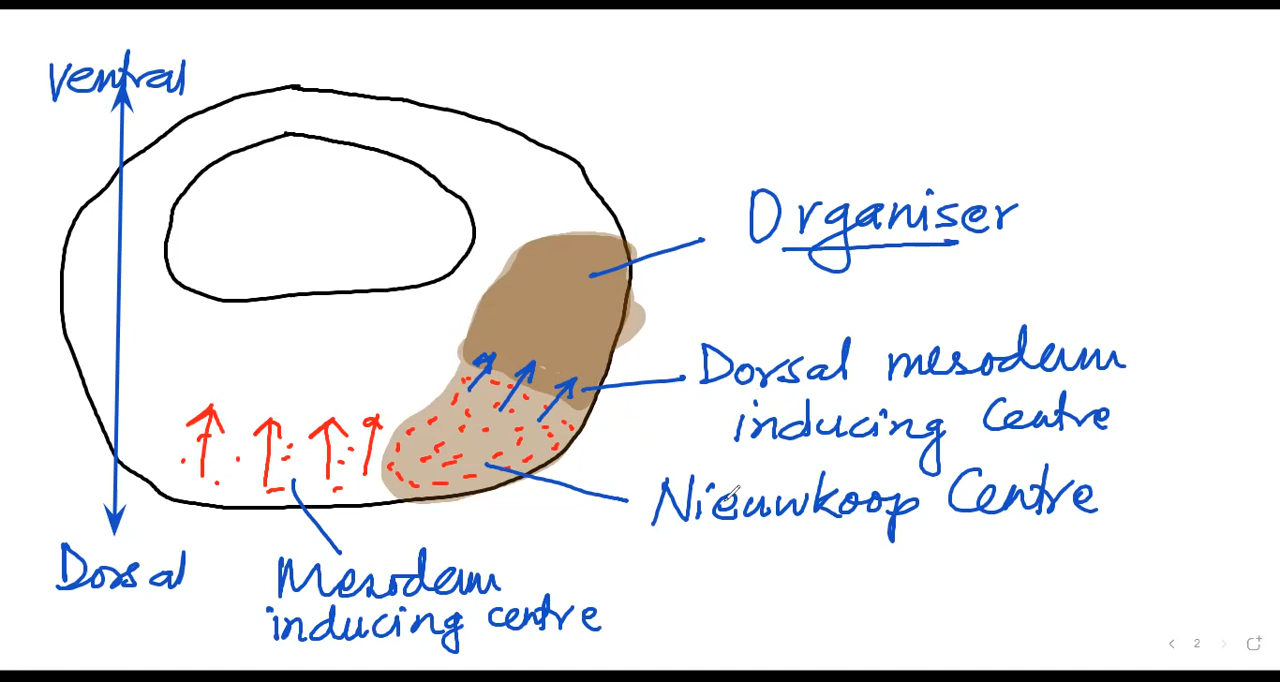 Ventral
Organiser
Dorsal mesoderm
inducing Centre
Nieuwkoop Centre
Dorsal
Mesoderm
inducing centre
2